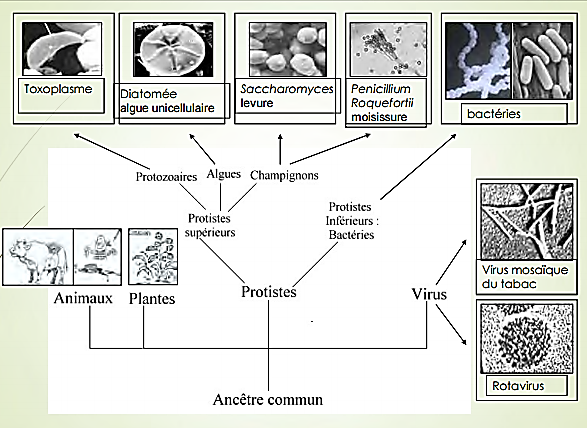 Toxoplasme
Diatomée
algue unicellulaire
Saccharomyces
levure
Penicillium
Roquefortii
moisissure
bactéries
Protozoaires
Algues
Champignons
Protistes
supérieurs
Protistes
Inférieurs :
Bactéries
Animaux
Plantes
Protistes
Virus
Virus mosaïque
du tabac
Rotavirus
Ancêtre commun